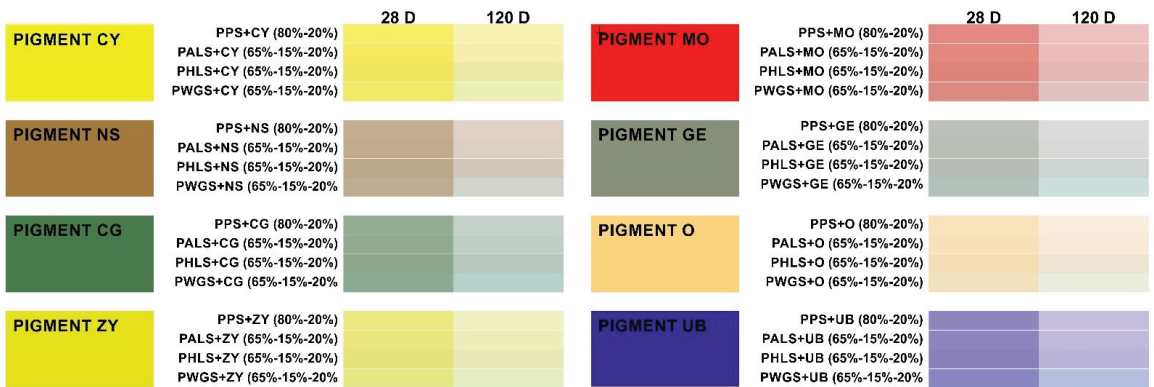 28 D 120 D
PIGMENT CY
PPS+CY (80%-20%)
PALS+CY (65%-15%-20%)
PHLS+CY (65%-15%-20%)
PWGS+CY (65%-15%-20%)
PIGMENT NS
PPS+NS (80%-20%)
PALS+NS (65%-15%-20%)
PHLS+NS (65%-15%-20%)
PWGS+NS (65%-15%-20%
PIGMENT CG
PPS+CG (80%-20%)
PALS+CG (65%-15%-20%)
PHLS+CG (65%-15%-20%)
PWGS+CG (65%-15%-20%
PIGMENT ZY
PPS+ZY (80%-20%)
PALS+ZY (65%-15%-20%)
PHLS+ZY (65%-15%-20%)
PWGS+ZY (65%-15%-20%
28 D 120 D
PIGMENT MO
PPS+MO (80%-20%)
PALS+MO (65%-15%-20%)
PHLS+MO (65%-15%-20%)
PWGS+MO (65%-15%-20%)
PIGMENT GE
PPS+GE (80%-20%)
PALS+GE (65%-15%-20%)
PHLS+GE (65%-15%-20%)
PWGS+GE (65%-15%-20%
PIGMENT O
PPS+O (80%-20%)
PALS+O (65%-15%-20%)
PHLS+O (65%-15%-20%)
PWGS+O (65%-15%-20%
PIGMENT UB
PPS+UB (80%-20%)
PALS+UB (65%-15%-20%)
PHLS+UB (65%-15%-20%)
PWGS+UB (65%-15%-20%